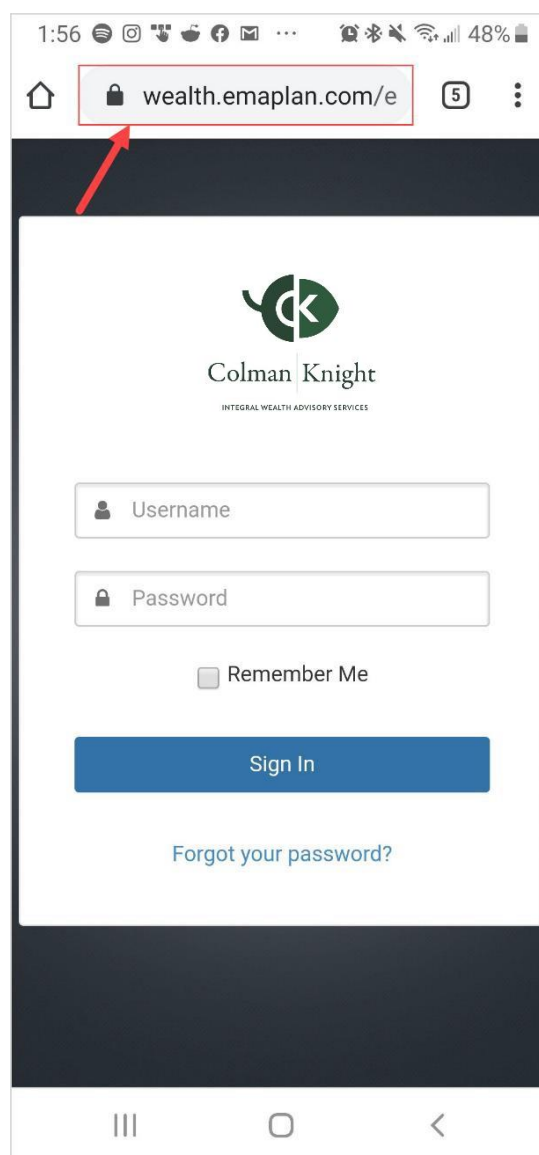 1:56 ... 48%
wealth.emaplan.com/e 5
CK
Colman Knight
INTEGRAL WEALTH ADVISORY SERVICES
Username
Password
Remember Me
Sign In
Forgot your password?